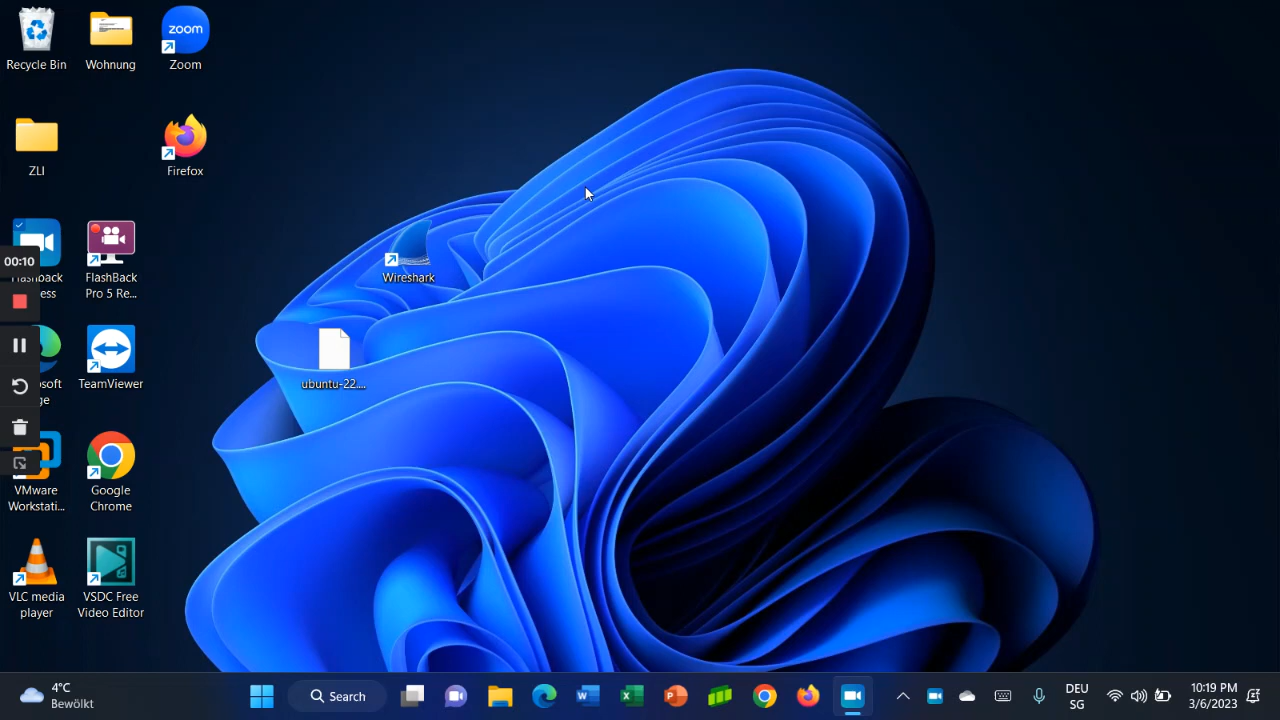 Recycle Bin
Wohnung
zoom
Zoom
ZLI
Firefox
00:10
FlashBack
Pro 5 Re...
Wireshark
TeamViewer
ubuntu-22....
VMware
Workstati...
Google
Chrome
VLC media
player
VSDC Free
Video Editor
4°C
Bewölkt
Search
DEU
SG
10:19 PM
3/6/2023